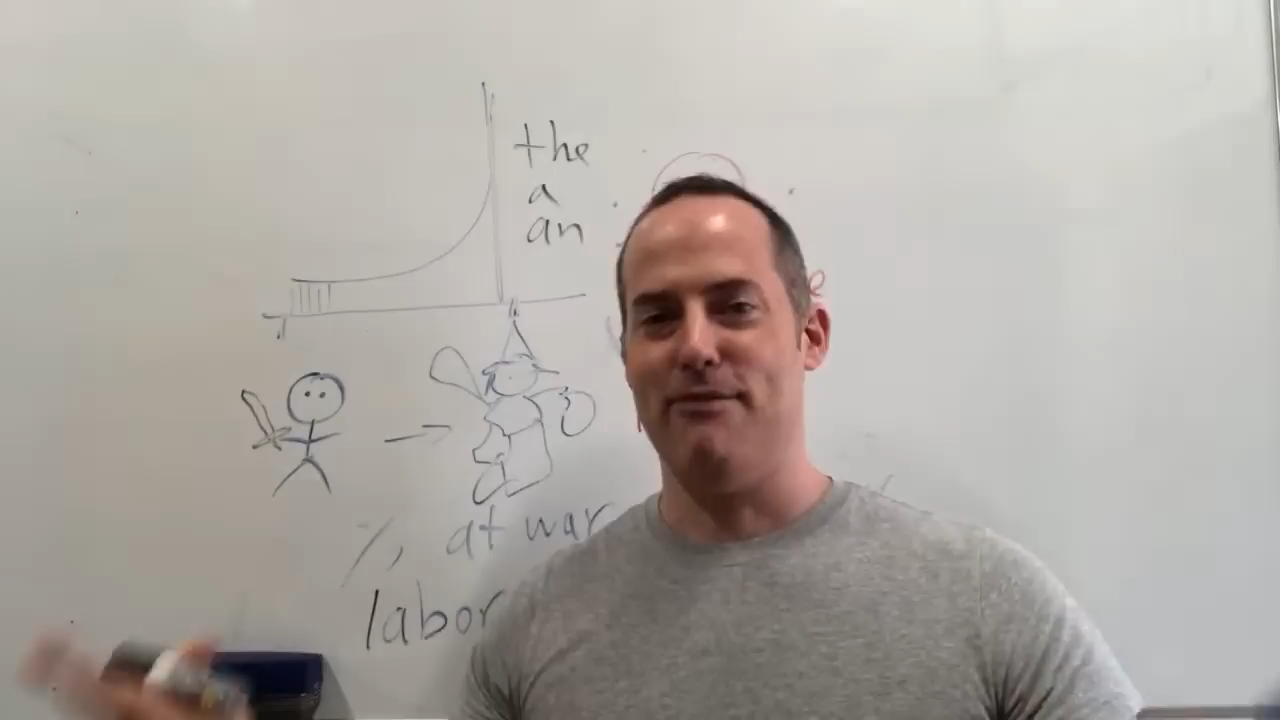 the
a
an
e
%, at war
labor